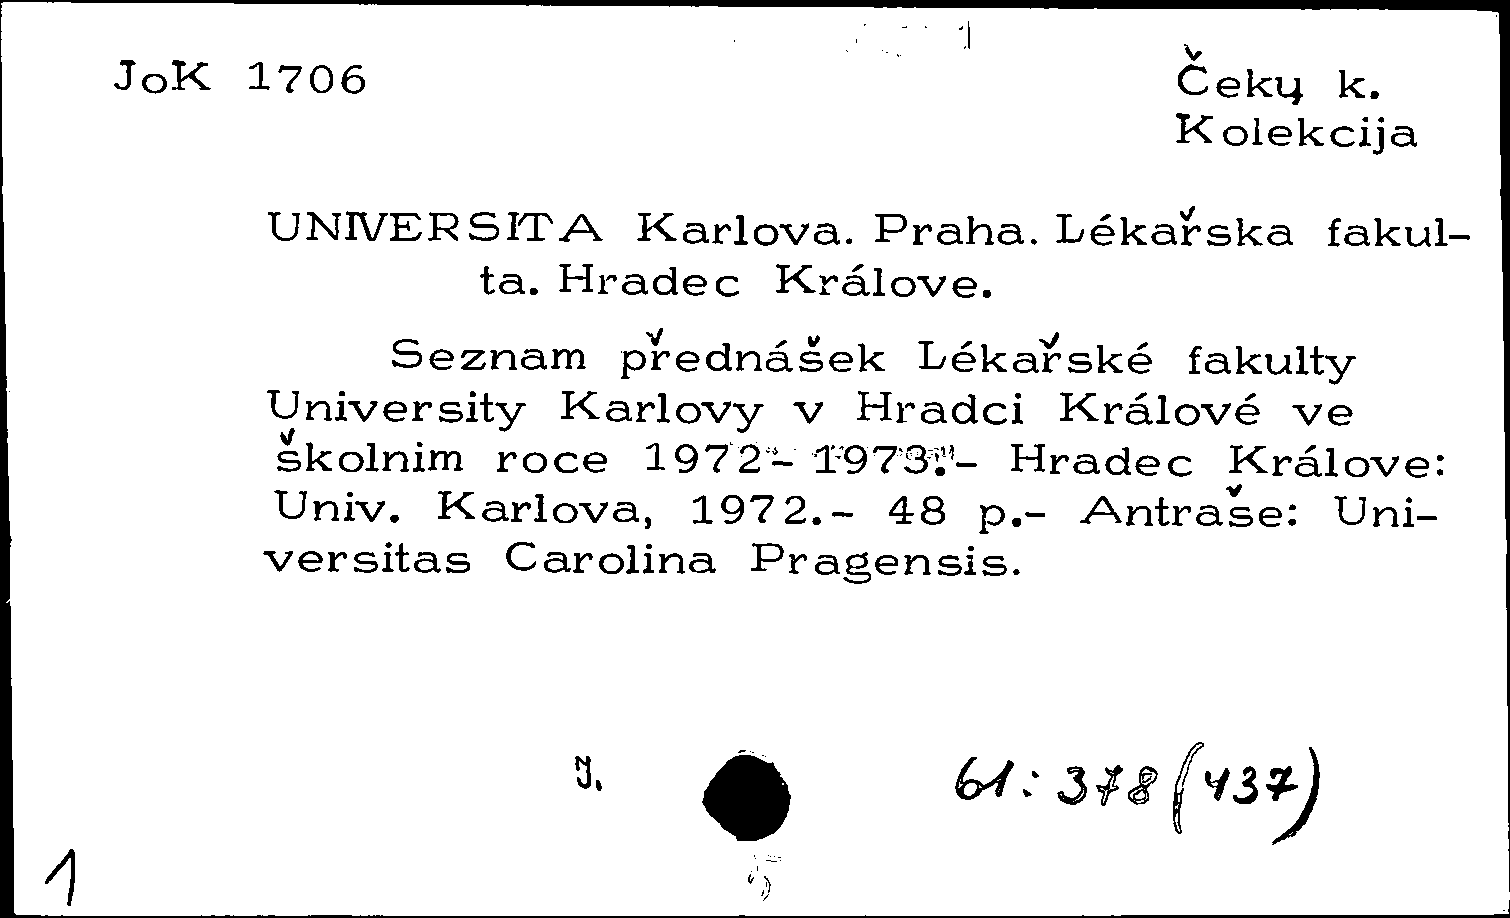 JoK 1706
Čekų k.
Kolekcija
UNIVERSITA Karlova. Praha. Lékařska fakul-
ta. Hradec Králove.
Seznam přednášek Lékařské fakulty
University Karlovy v Hradci Králové ve
školnim roce 1972-1973.- Hradec Králove:
Univ. Karlova, 1972.- 48 p.- Antraše: Uni-
versitas Carolina Pragensis.
J. 61:378(437)
1